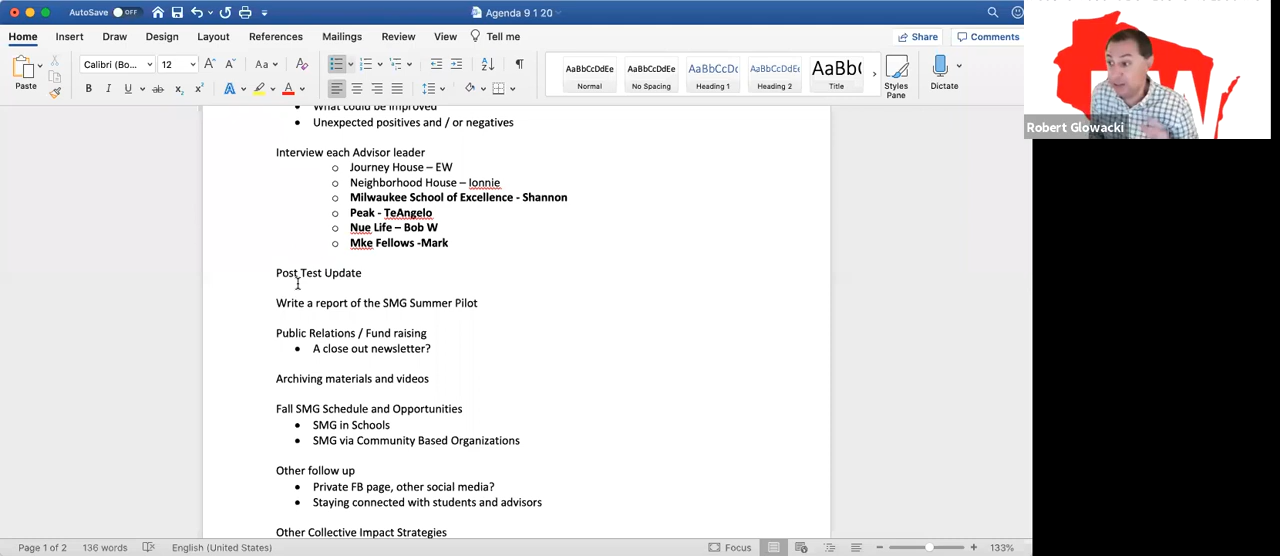 AutoSave OFF
Agenda 9 1 20
Home Insert Draw Design Layout References Mailings Review View Tell me Share Comments
Paste Calibri (Bo... 12 A^ Aa A AaBbCcDdEe AaBbCcDdEe AaBbCcDc AaBbCcDdEe AaBb(
B I U ab x x A A Normal No Spacing Heading 1 Heading 2 Title Styles Pane Dictate
Robert Glowacki
• What could be improved
• Unexpected positives and / or negatives
Interview each Advisor leader
o Journey House – EW
o Neighborhood House – Ionnie
o Milwaukee School of Excellence - Shannon
o Peak - TeAngelo
o Nue Life – Bob W
o Mke Fellows -Mark
Post Test Update
Write a report of the SMG Summer Pilot
Public Relations / Fund raising
• A close out newsletter?
Archiving materials and videos
Fall SMG Schedule and Opportunities
• SMG in Schools
• SMG via Community Based Organizations
Other follow up
• Private FB page, other social media?
• Staying connected with students and advisors
Other Collective Impact Strategies
Page 1 of 2 136 words English (United States) Focus 133%